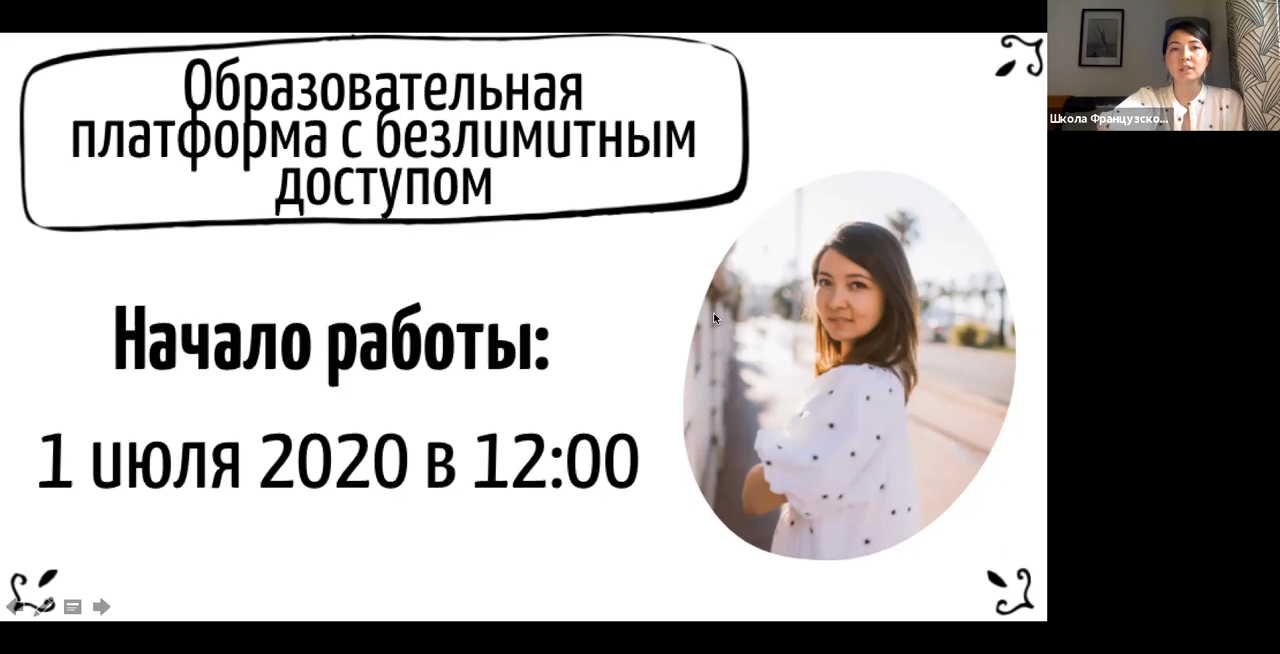 Образовательная
платформа с безлимитным
доступом
Начало работы:
1 июля 2020 в 12:00
Школа Французско...